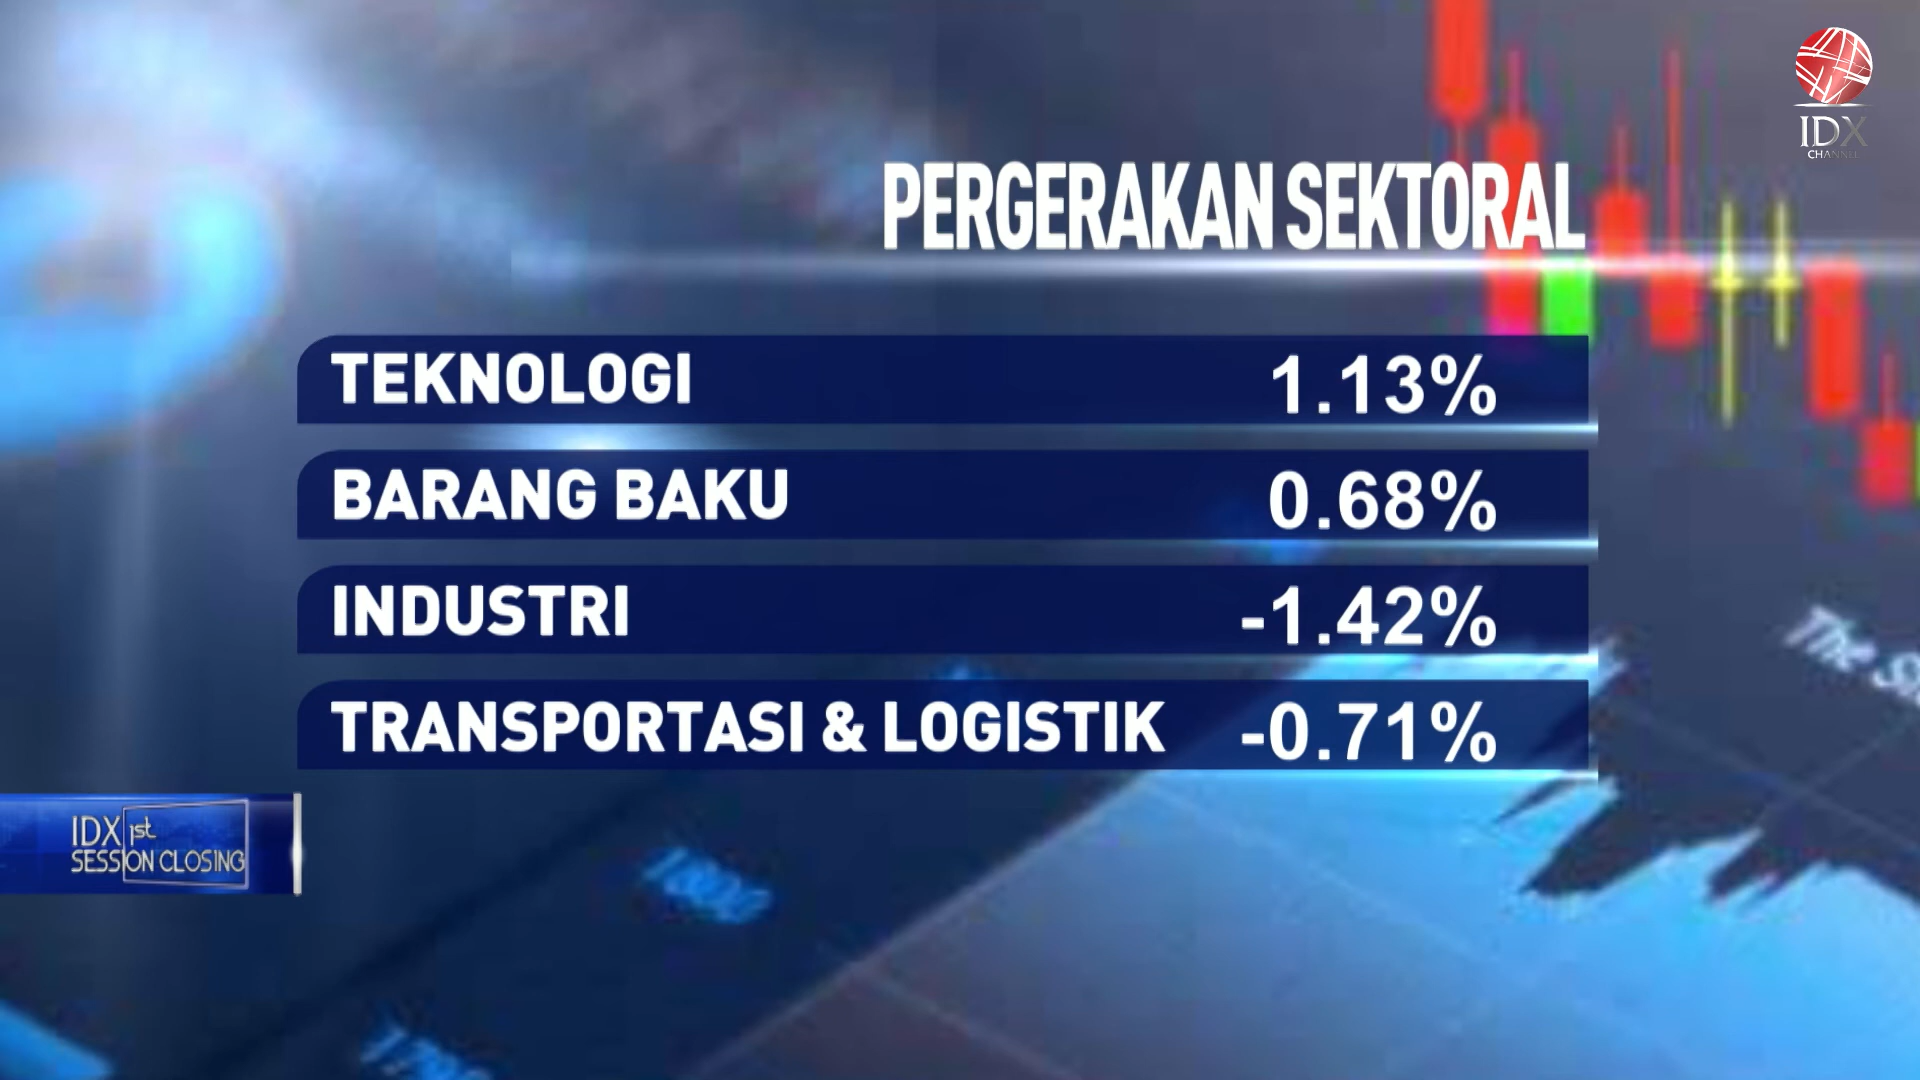 IDX
CHANNEL
PERGERAKAN SEKTORAL
TEKNOLOGI 1.13%
BARANG BAKU 0.68%
INDUSTRI -1.42%
TRANSPORTASI & LOGISTIK -0.71%
IDX 1st
SESSION CLOSING
The